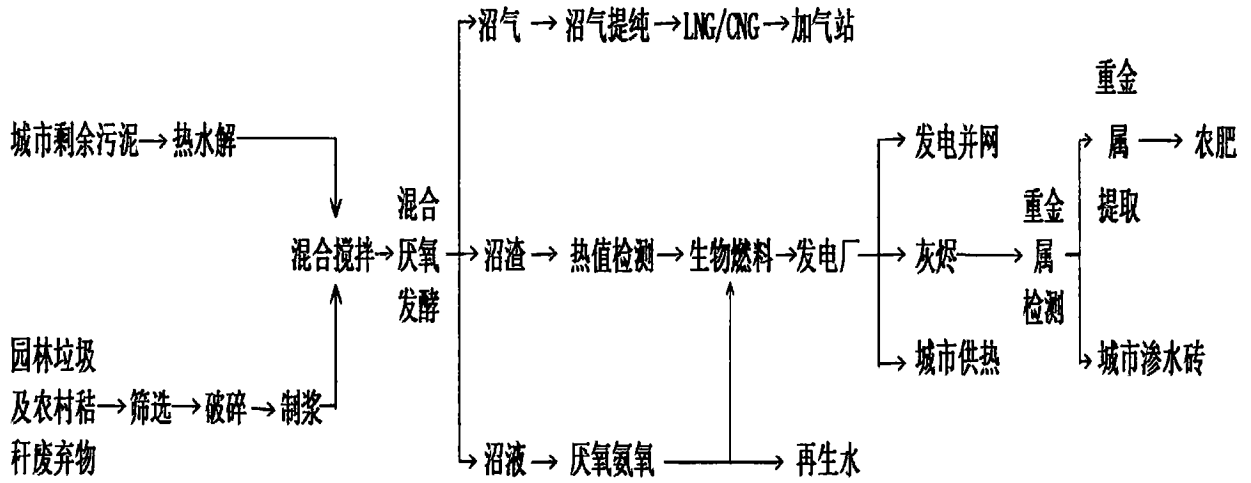 沼气 → 沼气提纯 → LNG/CNG → 加气站
城市剩余污泥 → 热水解
混合搅拌
园林垃圾
及农村秸
秆废弃物
筛选 → 破碎 → 制浆
混合
厌氧
发酵
沼渣 → 热值检测 → 生物燃料 → 发电厂
沼液 → 厌氧氨氧 → 再生水
发电并网
灰烬
城市供热
重金
属
检测
重金
属
提取
农肥
城市渗水砖